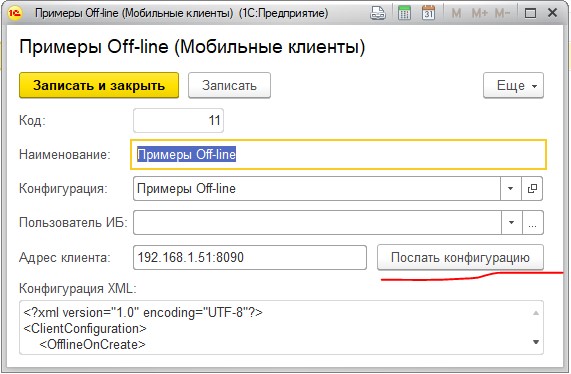 Примеры Off-line (Мобильные клиенты) (1С:Предприятие)
M M+ M-
Примеры Off-line (Мобильные клиенты)
Записать и закрыть Записать Еще
Код: 11
Наименование: Примеры Off-line
Конфигурация: Примеры Off-line
Пользователь ИБ: ...
Адрес клиента: 192.168.1.51:8090 Послать конфигурацию
Конфигурация XML:
<?xml version="1.0" encoding="UTF-8"?>
<ClientConfiguration>
<OfflineOnCreate>